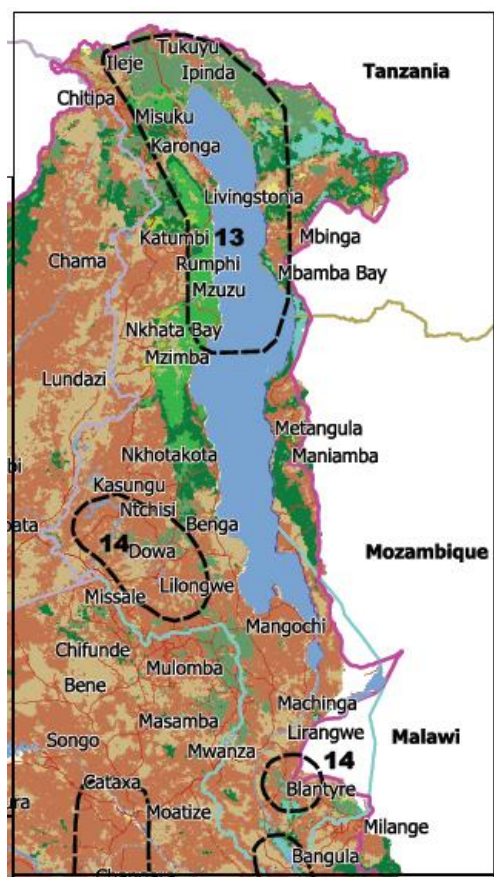 Tukuyu
Ileje
Ipinda
Tanzania
Chitipa
Misuku
Karonga
Livingstonia
Katumbi
13
Mbinga
Chama
Rumphi
Mbamba Bay
Mzuzu
Nkhata Bay
Mzimba
Lundazi
Metangula
Nkhotakota
Maniamba
Kasungu
Ntchisi
Benga
14
Dowa
Mozambique
Lilongwe
Missale
Mangochi
Chifunde
Mulomba
Bene
Machinga
Masamba
Lirangwe
Malawi
Songo
Mwanza
14
Cataxa
Blantyre
Moatize
Milange
Bangula